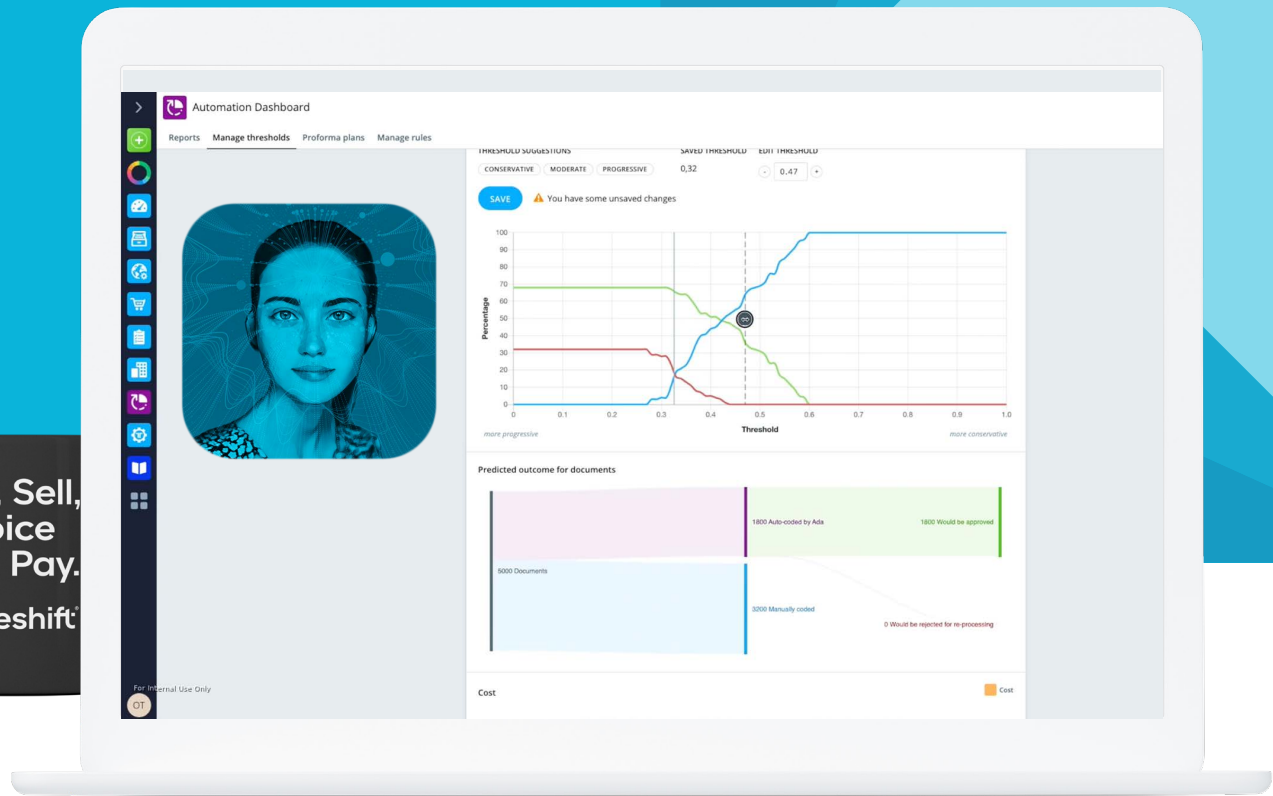 Automation Dashboard
Reports Manage thresholds Proforma plans Manage rules
THRESHOLD SUGGESTIONS SAVED THRESHOLD EDIT THRESHOLD
CONSERVATIVE MODERATE PROGRESSIVE 0,32 - 0.47 +
SAVE You have some unsaved changes
100
90
80
70
60
50
40
30
20
10
0
Percentage
0 0.1 0.2 0.3 0.4 0.5 0.6 0.7 0.8 0.9 1.0
more progressive Threshold more conservative
Predicted outcome for documents
1800 Auto-coded by Ada 1800 Would be approved
5000 Documents
3200 Manually coded
0 Would be rejected for re-processing
Cost Cost
For Internal Use Only
OT
, Sell,
oice
Pay.
eshift